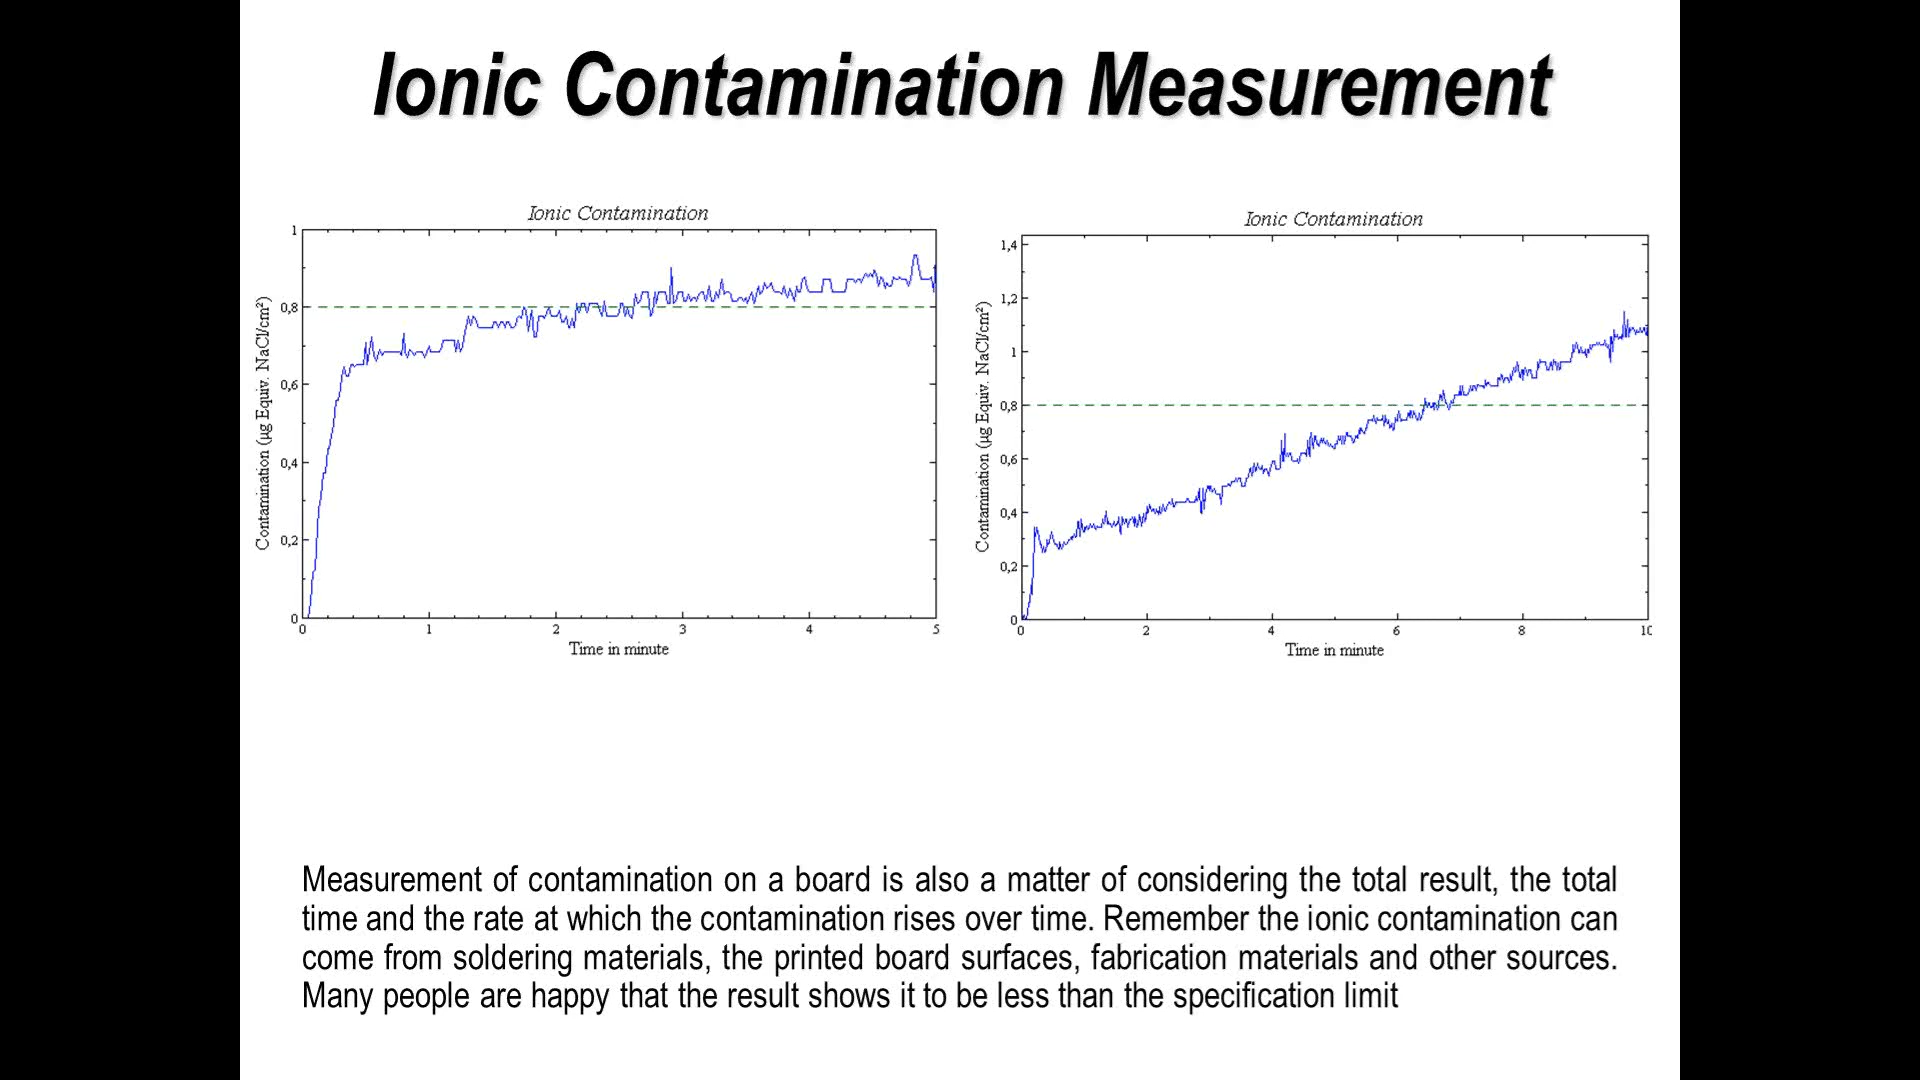 Ionic Contamination Measurement
Ionic Contamination
1
0,8
0,6
0,4
0,2
0
Contamination (µg Equiv. NaCl/cm²)
0 1 2 3 4 5
Time in minute
Ionic Contamination
1,4
1,2
1
0,8
0,6
0,4
0,2
0
Contamination (µg Equiv. NaCl/cm²)
0 2 4 6 8 10
Time in minute
Measurement of contamination on a board is also a matter of considering the total result, the total
time and the rate at which the contamination rises over time. Remember the ionic contamination can
come from soldering materials, the printed board surfaces, fabrication materials and other sources.
Many people are happy that the result shows it to be less than the specification limit